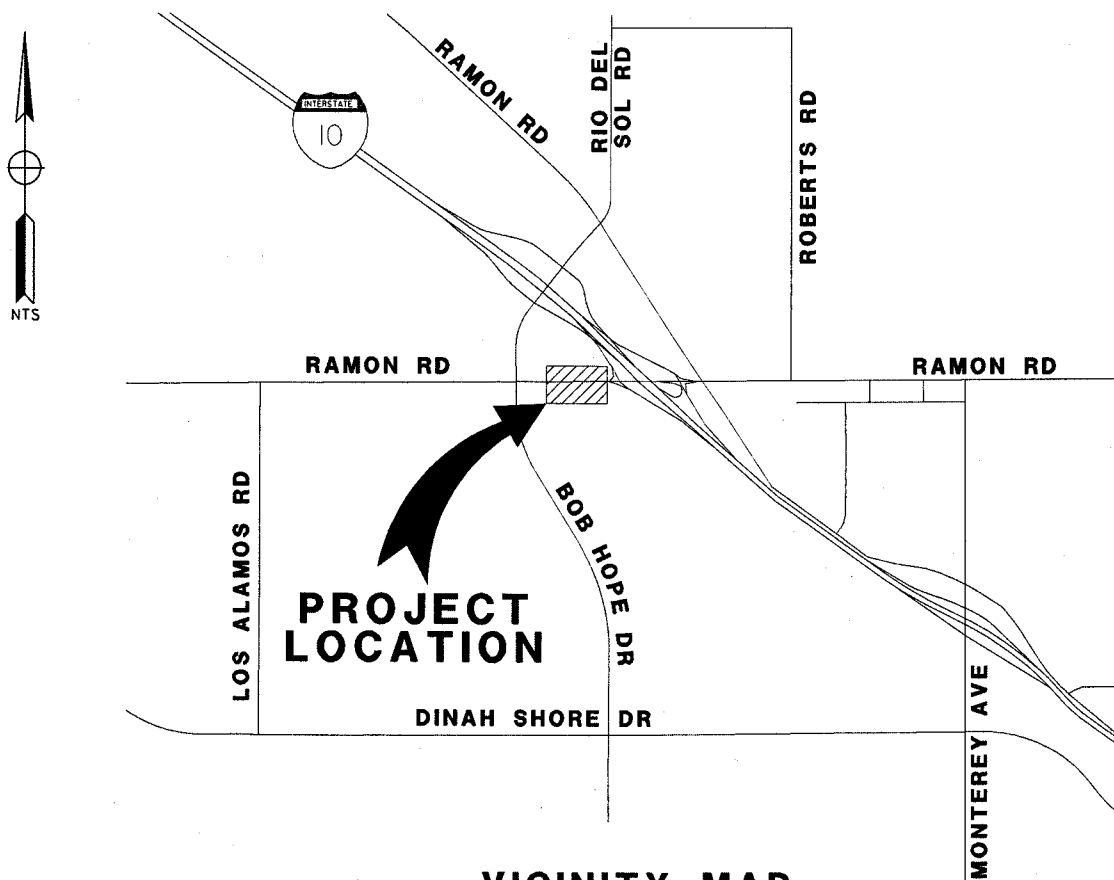 RAMON RD
RIO DEL
SOL RD
INTERSTATE
10
ROBERTS RD
NTS
RAMON RD
RAMON RD
LOS ALAMOS RD
BOB HOPE DR
PROJECT
LOCATION
DINAH SHORE DR
MONTEREY AVE
VICINITY MAP